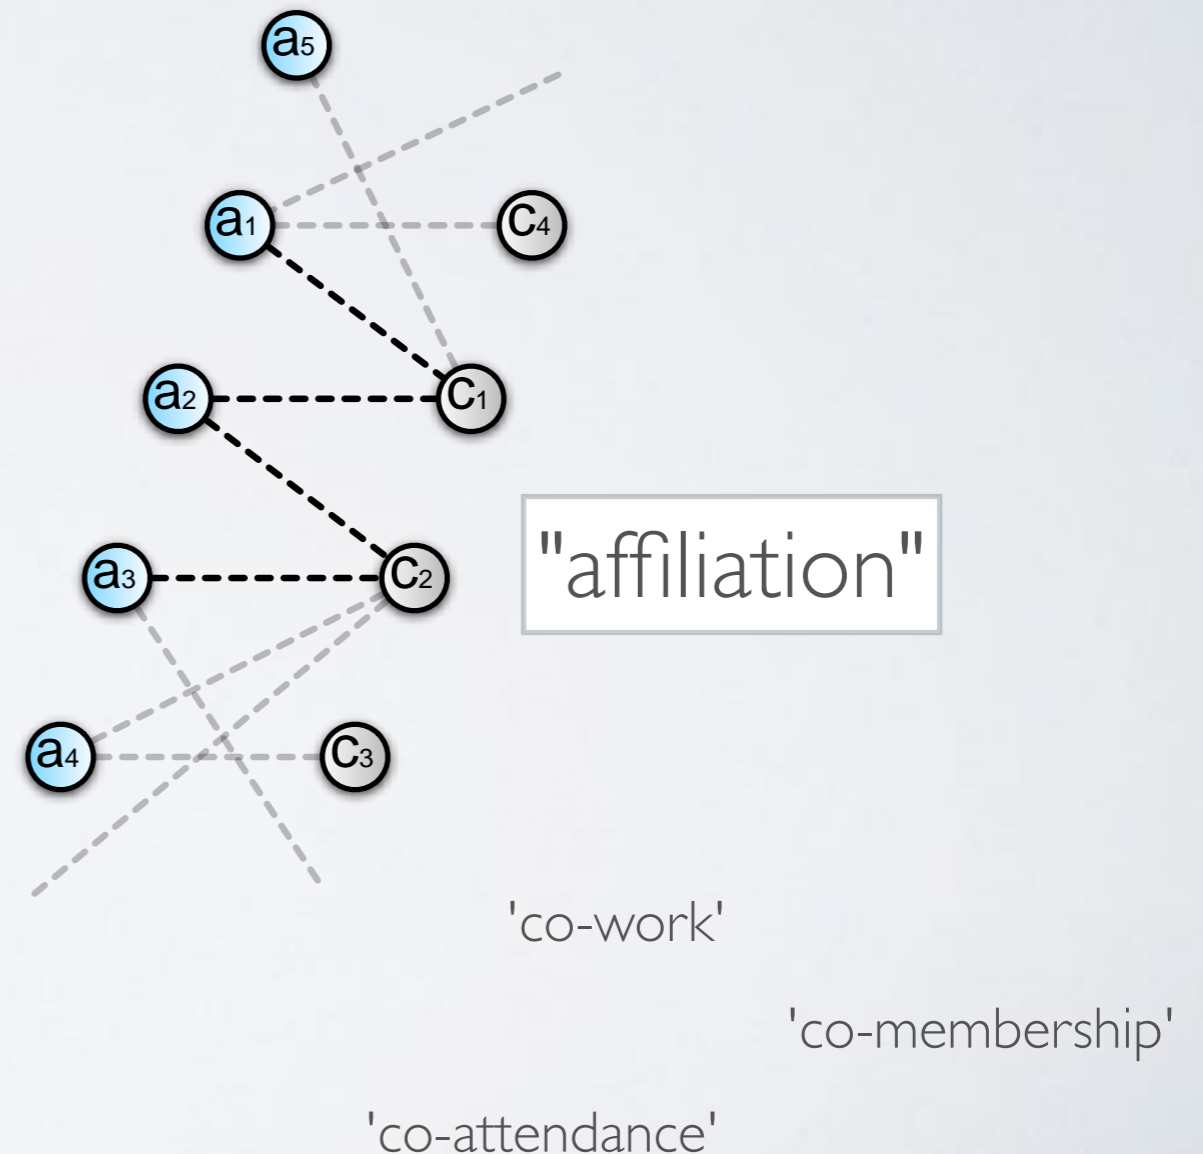 a5
a1
c4
a2
c1
"affiliation"
a3
c2
a4
c3
'co-work'
'co-membership'
'co-attendance'